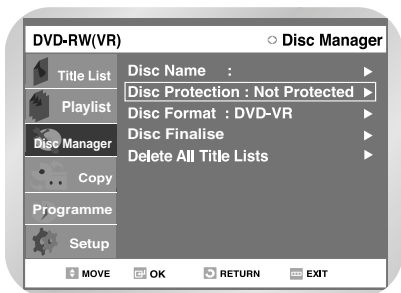 DVD-RW(VR) Disc Manager
Title List
Playlist
Disc Manager
Copy
Programme
Setup
Disc Name :
Disc Protection : Not Protected
Disc Format : DVD-VR
Disc Finalise
Delete All Title Lists
MOVE OK RETURN EXIT